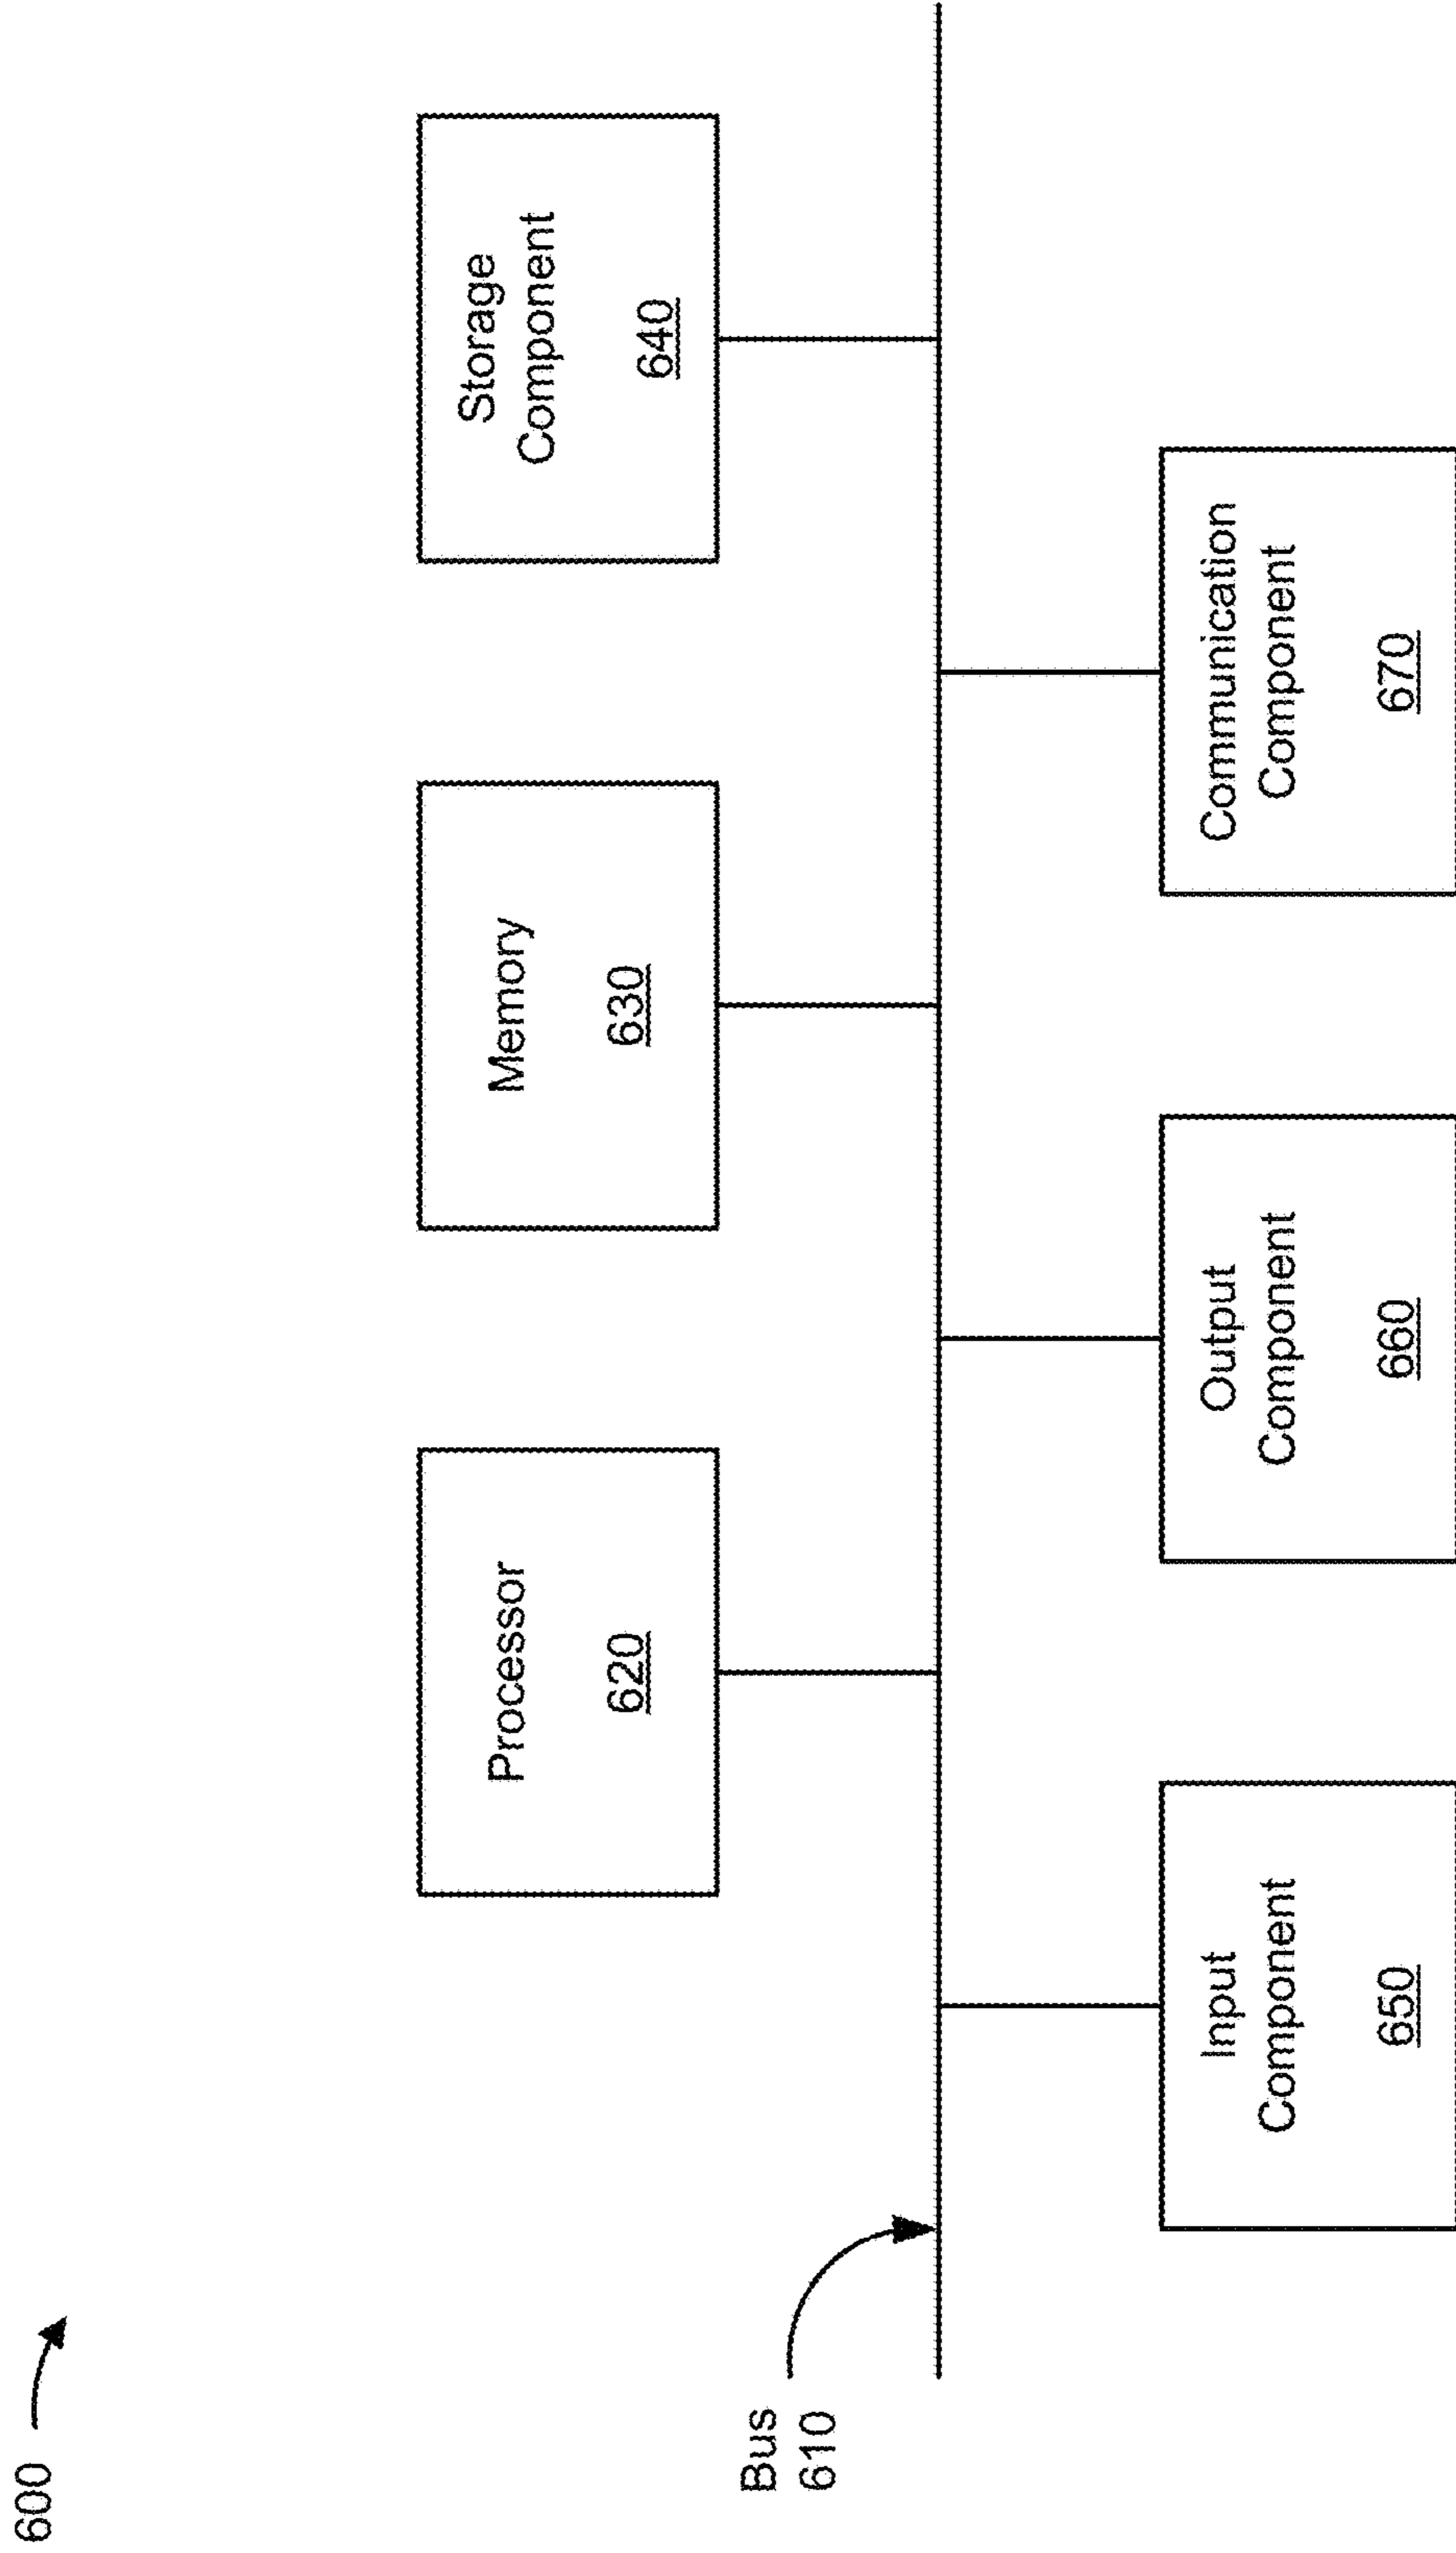 600
Processor
620
Memory
630
Storage
Component
640
Bus
610
Input
Component
650
Output
Component
660
Communication
Component
670